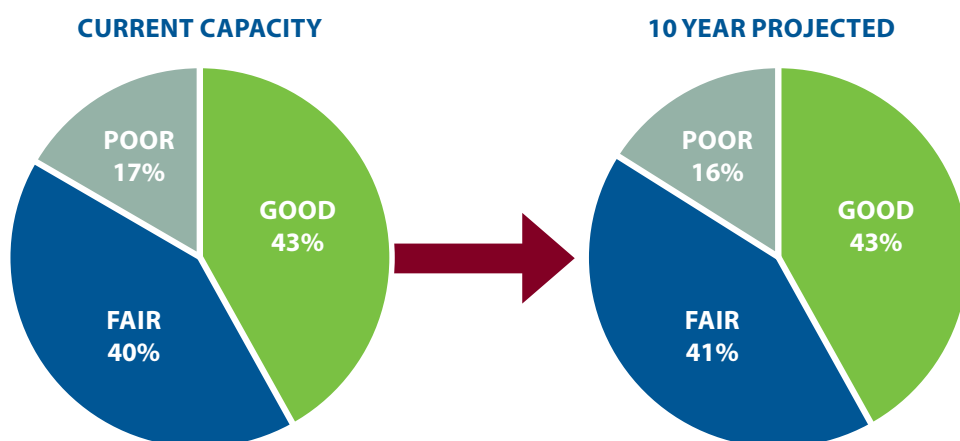 CURRENT CAPACITY
POOR
17%
GOOD
43%
FAIR
40%
10 YEAR PROJECTED
POOR
16%
GOOD
43%
FAIR
41%